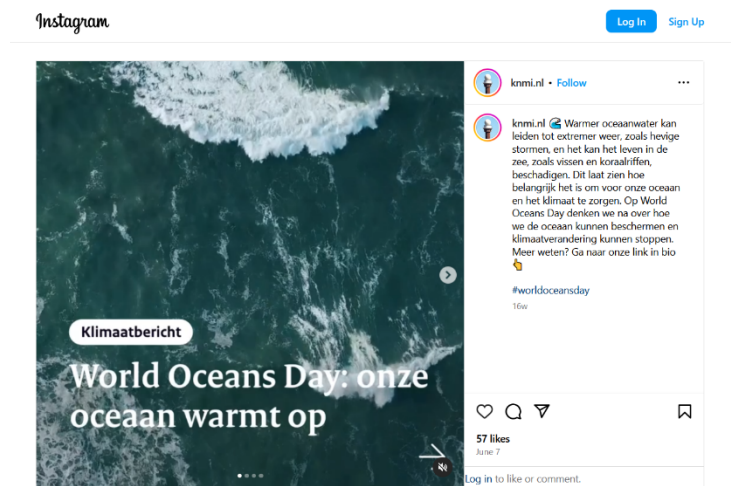 Instagram
Log In
Sign Up
knmi.nl • Follow
knmi.nl 🌊 Warmer oceaanwater kan
leiden tot extremer weer, zoals hevige
stormen, en het kan het leven in de
zee, zoals vissen en koraalriffen,
beschadigen. Dit laat zien hoe
belangrijk het is om voor onze oceaan
en het klimaat te zorgen. Op World
Oceans Day denken we na over hoe
we de oceaan kunnen beschermen en
klimaatverandering kunnen stoppen.
Meer weten? Ga naar onze link in bio
👆
#worldoceansday
16w
Klimaatbericht
World Oceans Day: onze
oceaan warmt op
57 likes
June 7
Log in to like or comment.